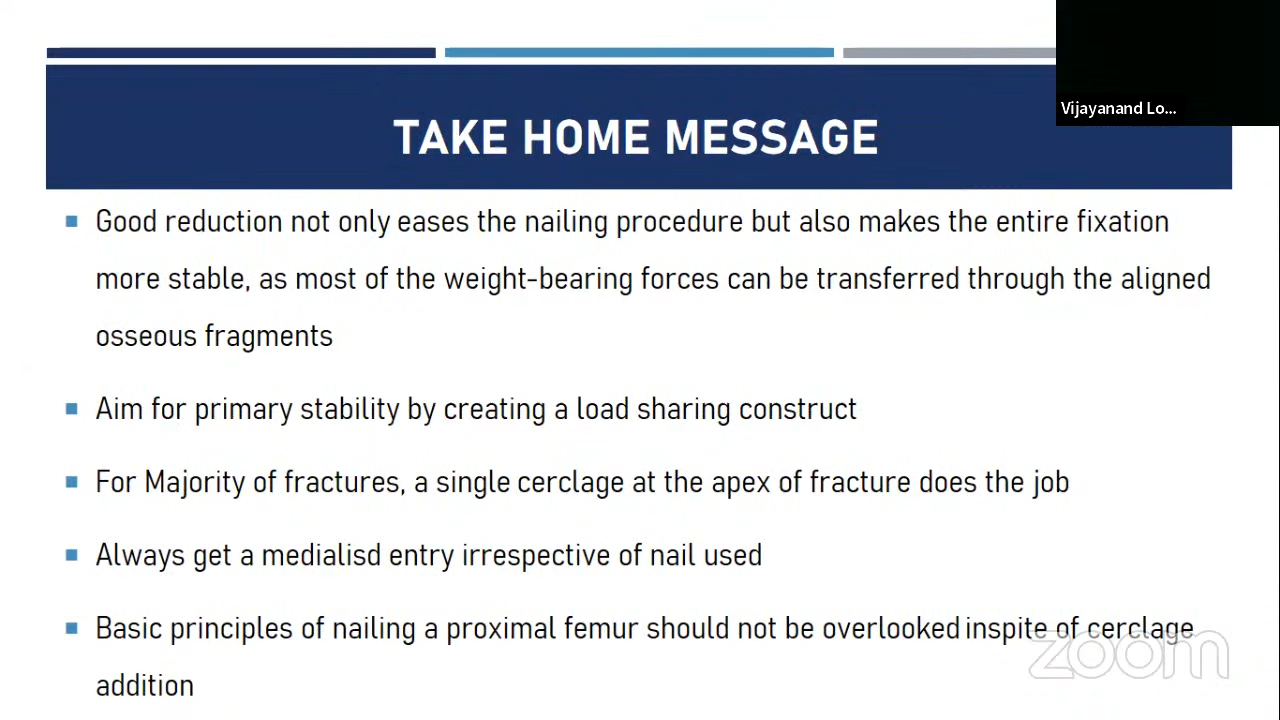 Vijayanand Lo...
TAKE HOME MESSAGE
Good reduction not only eases the nailing procedure but also makes the entire fixation
more stable, as most of the weight-bearing forces can be transferred through the aligned
osseous fragments
Aim for primary stability by creating a load sharing construct
For Majority of fractures, a single cerclage at the apex of fracture does the job
Always get a medialisd entry irrespective of nail used
Basic principles of nailing a proximal femur should not be overlooked inspite of cerclage
addition
zoom